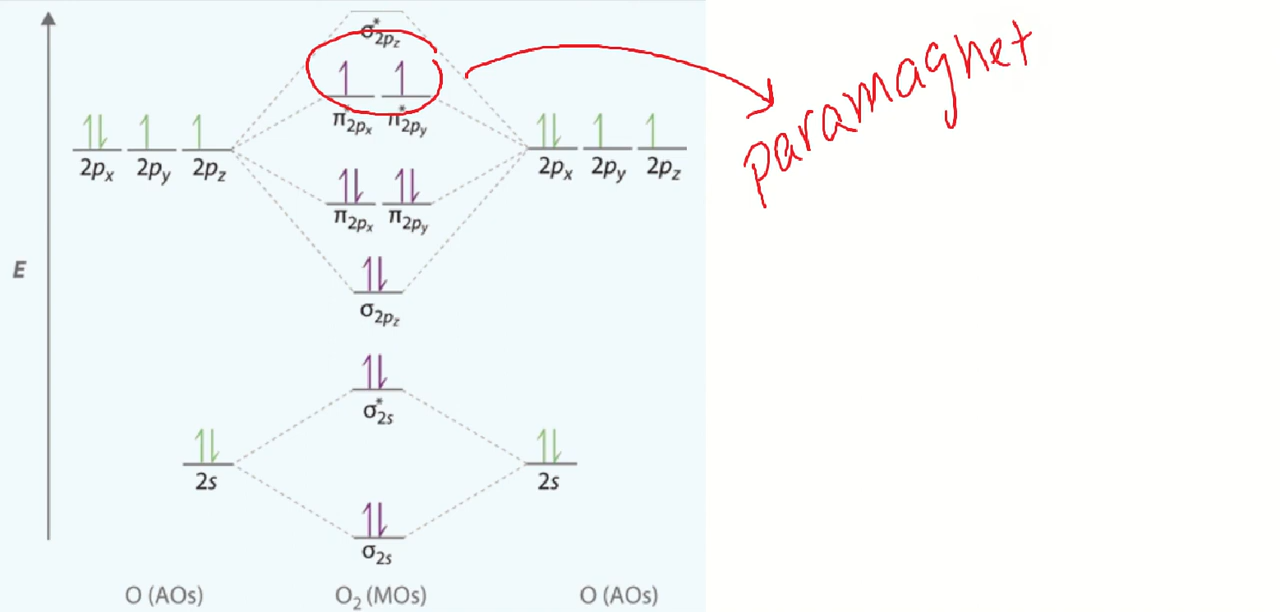 σ*2pz
π*2px π*2py
2px 2py 2pz
2px 2py 2pz
π2px π2py
σ2pz
E
σ*2s
2s
2s
σ2s
O (AOs)
O2 (MOs)
O (AOs)
paramaghet